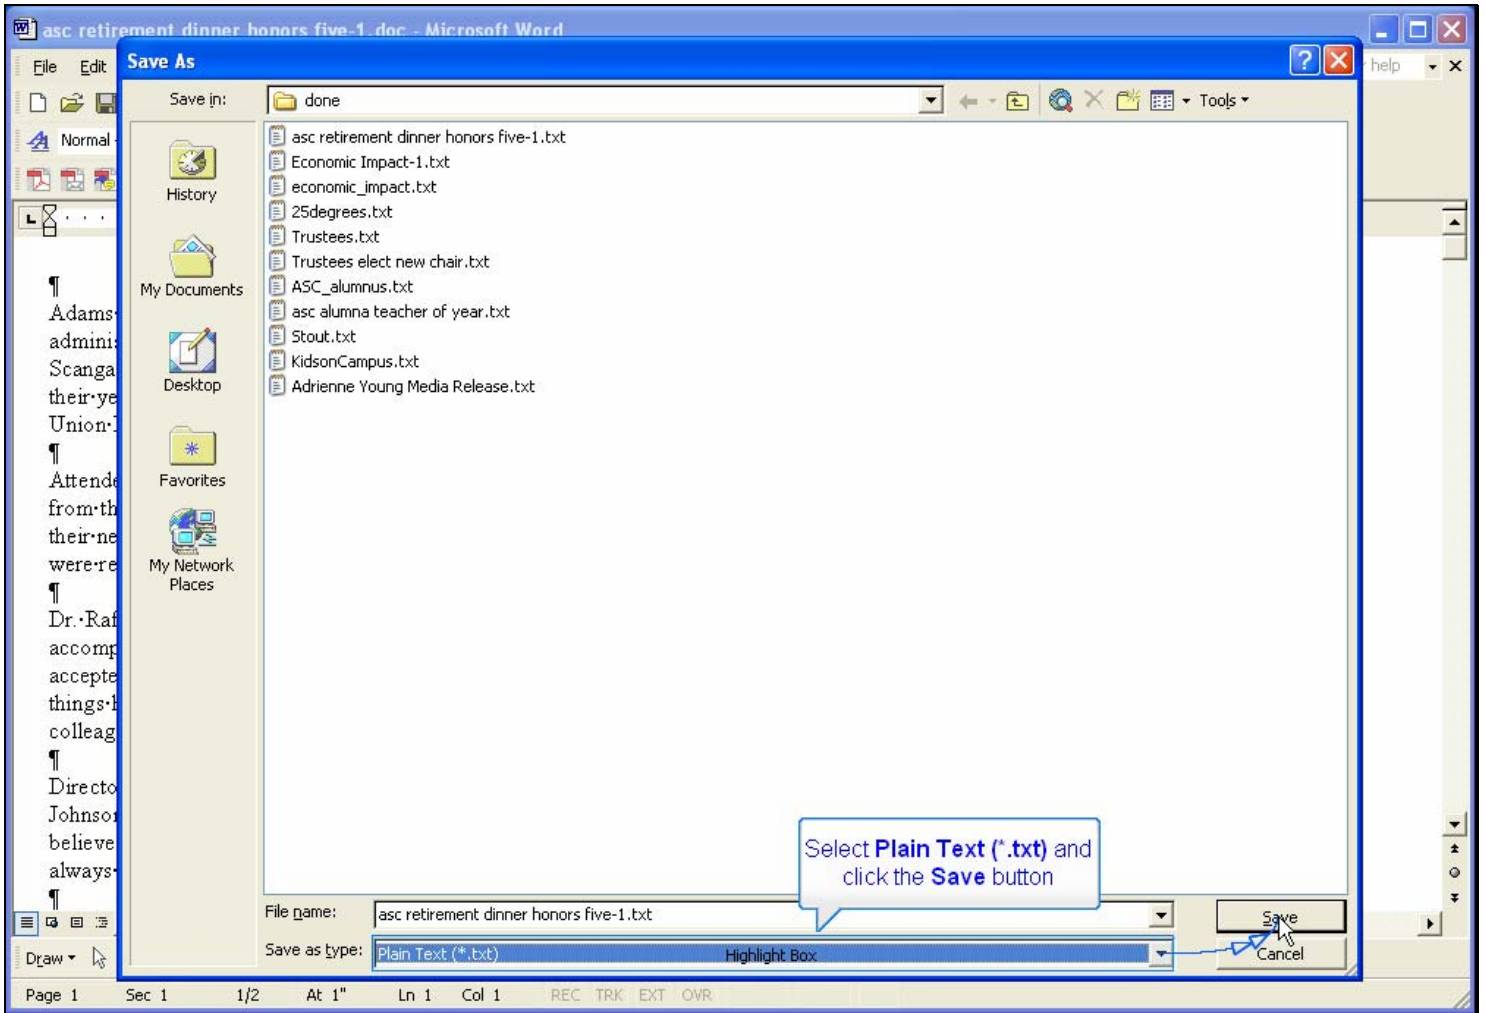 asc retirement dinner honors five-1.doc - Microsoft Word
Save As
File Edit
help
Save in:
done
Tools
Normal
asc retirement dinner honors five-1.txt
Economic Impact-1.txt
economic_impact.txt
25degrees.txt
Trustees.txt
Trustees elect new chair.txt
ASC_alumnus.txt
asc alumna teacher of year.txt
Stout.txt
KidsonCampus.txt
Adrienne Young Media Release.txt
History
My Documents
Desktop
Favorites
My Network
Places
¶
Adams·
adminis
Scanga
their·ye
Union·
¶
Attende
from·th
their·ne
were·re
¶
Dr.·Raf
accomp
accepte
things·h
colleag
¶
Directo
Johnson
believe
always·
¶
Select Plain Text (*.txt) and
click the Save button
File name:
asc retirement dinner honors five-1.txt
Save
Save as type:
Plain Text (*.txt)
Highlight Box
Cancel
Draw
Page 1 Sec 1 1/2 At 1" Ln 1 Col 1 REC TRK EXT OVR